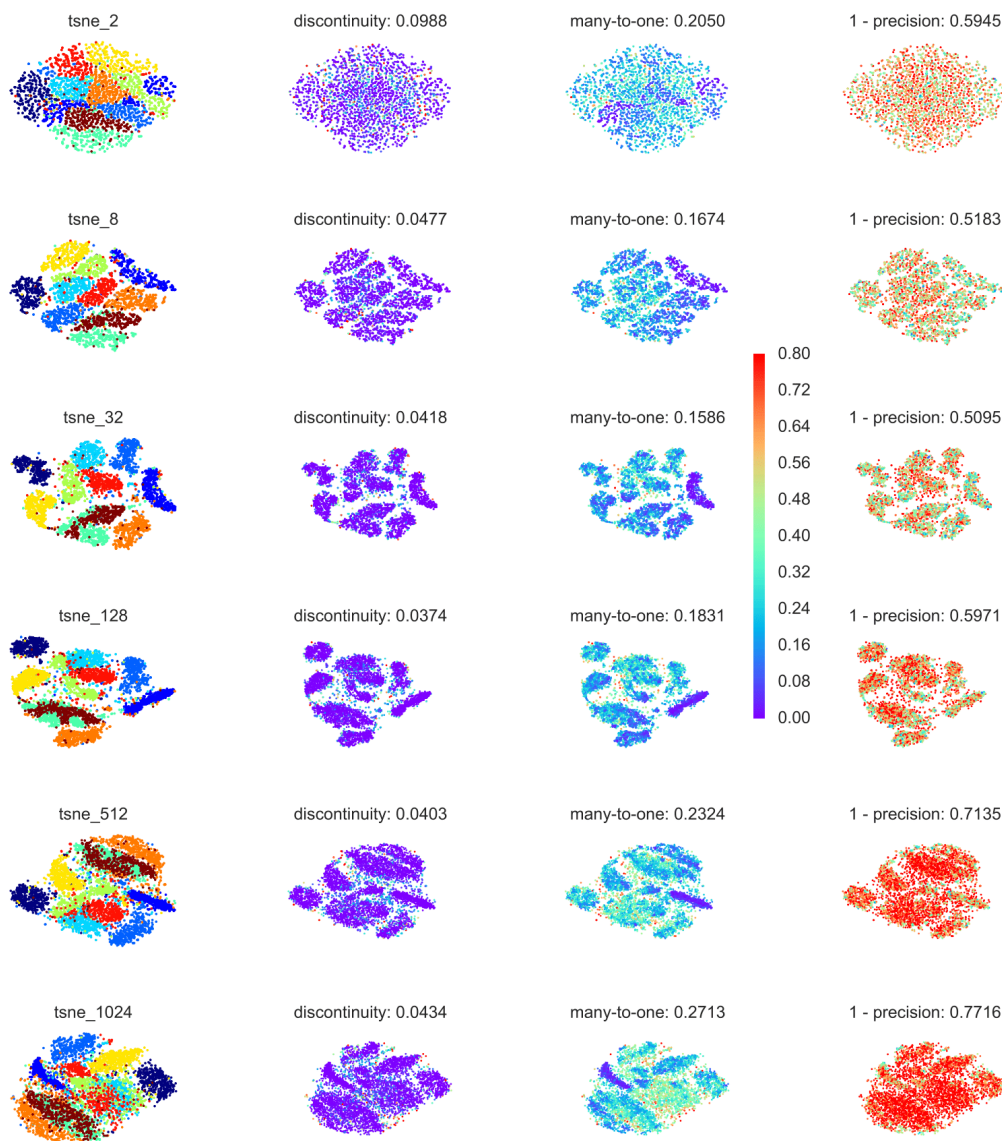 tsne_2 discontinuity: 0.0988 many-to-one: 0.2050 1 - precision: 0.5945
tsne_8 discontinuity: 0.0477 many-to-one: 0.1674 1 - precision: 0.5183
0.80
0.72
tsne_32 discontinuity: 0.0418 many-to-one: 0.1586 1 - precision: 0.5095
0.64
0.56
0.48
0.40
0.32
0.24
tsne_128 discontinuity: 0.0374 many-to-one: 0.1831 1 - precision: 0.5971
0.16
0.08
0.00
tsne_512 discontinuity: 0.0403 many-to-one: 0.2324 1 - precision: 0.7135
tsne_1024 discontinuity: 0.0434 many-to-one: 0.2713 1 - precision: 0.7716